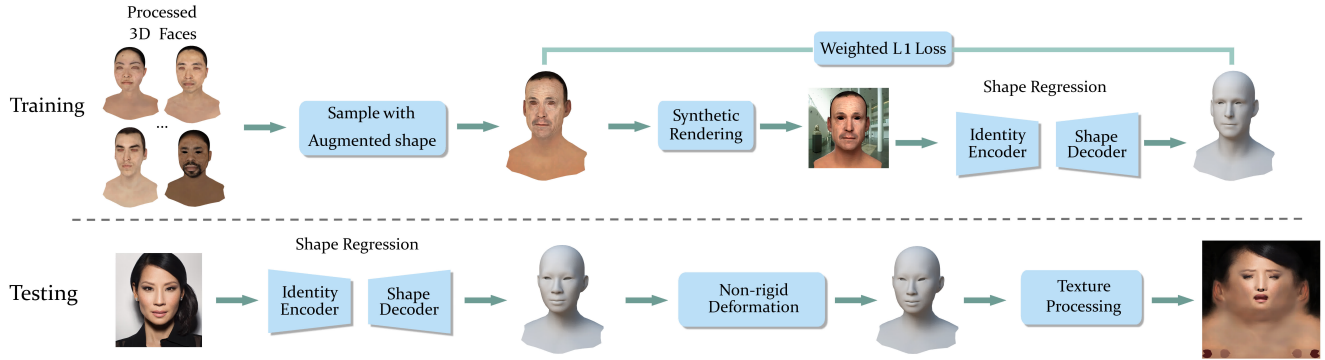 Processed
3D Faces
Training
...
Sample with
Augmented shape
Synthetic
Rendering
Weighted L1 Loss
Shape Regression
Identity
Encoder
Shape
Decoder
Testing
Shape Regression
Identity
Encoder
Shape
Decoder
Non-rigid
Deformation
Texture
Processing